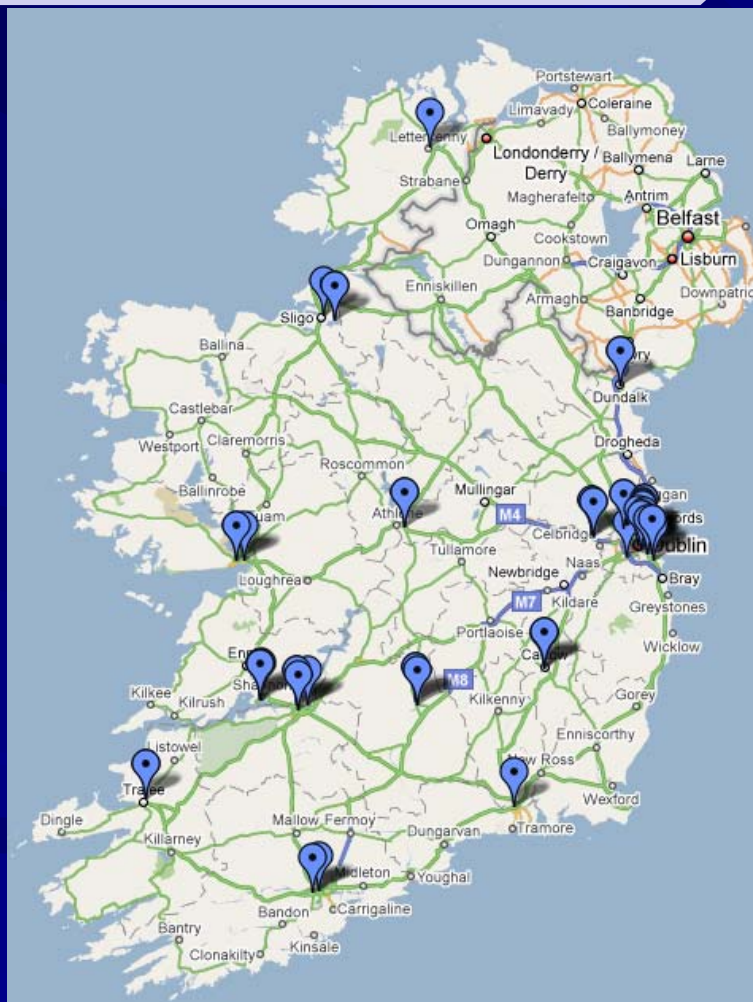 Portstewart
Coleraine
Limavady
Ballymoney
Letterkenny
Londonderry /
Derry
Ballymena
Larne
Strabane
Magherafelt
Antrim
Belfast
Omagh
Cookstown
Dungannon
Craigavon
Lisburn
Enniskillen
Armagh
Banbridge
Downpatric
Sligo
Ballina
Dundalk
Castlebar
Drogheda
Westport
Claremorris
Roscommon
Ballinrobe
Mullingar
M4
Celbridge
Dublin
Tullamore
Loughrea
Newbridge
Naas
Bray
M7
Kildare
Greystones
Portlaoise
Wicklow
M8
Kilkee
Kilrush
Kilkenny
Gorey
Enniscorthy
Listowel
New Ross
Wexford
Tralee
Dingle
Mallow
Fermoy
Dungarvan
Tramore
Killarney
Midleton
Youghal
Carrigaline
Bandon
Bantry
Kinsale
Clonakilty